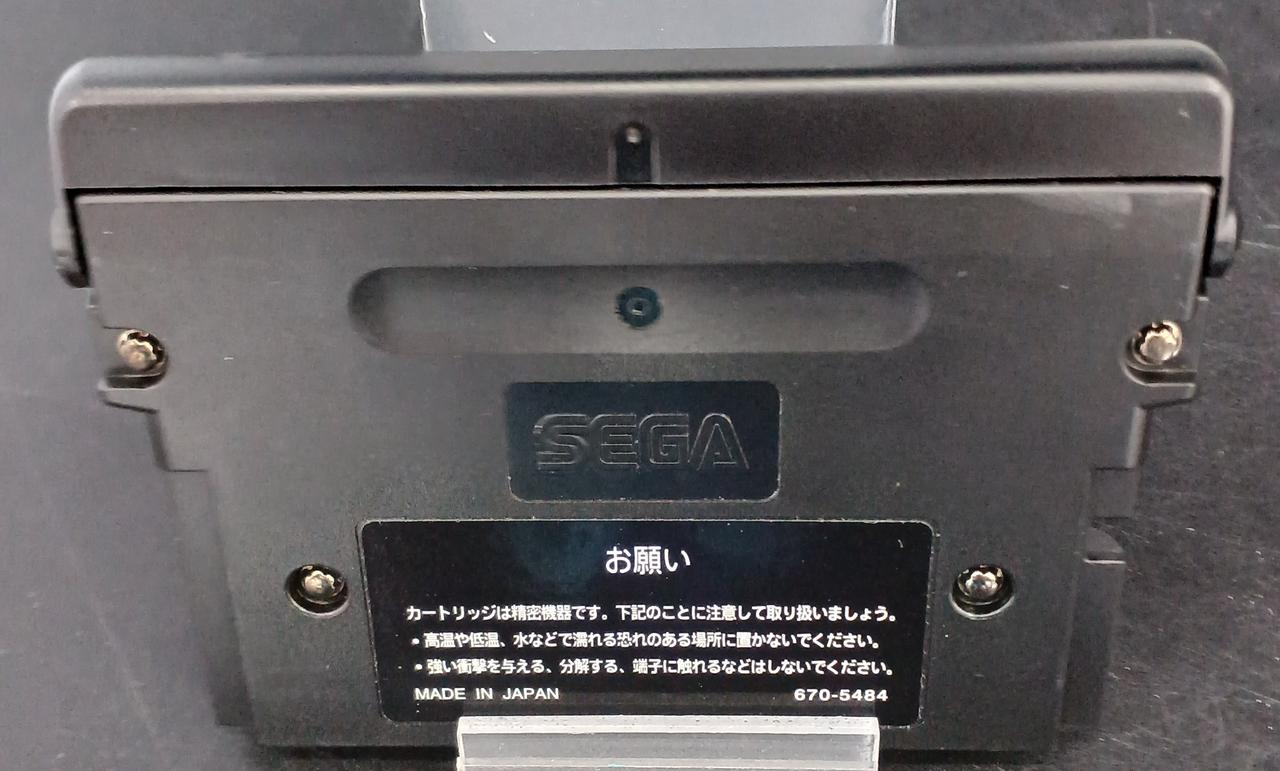 SEGA
お願い
カートリッジは精密機器です。下記のことに注意して取り扱いましょう。
• 高温や低温、水などで濡れる恐れのある場所に置かないでください。
• 強い衝撃を与える、分解する、端子に触れるなどはしないでください。
MADE IN JAPAN 670-5484